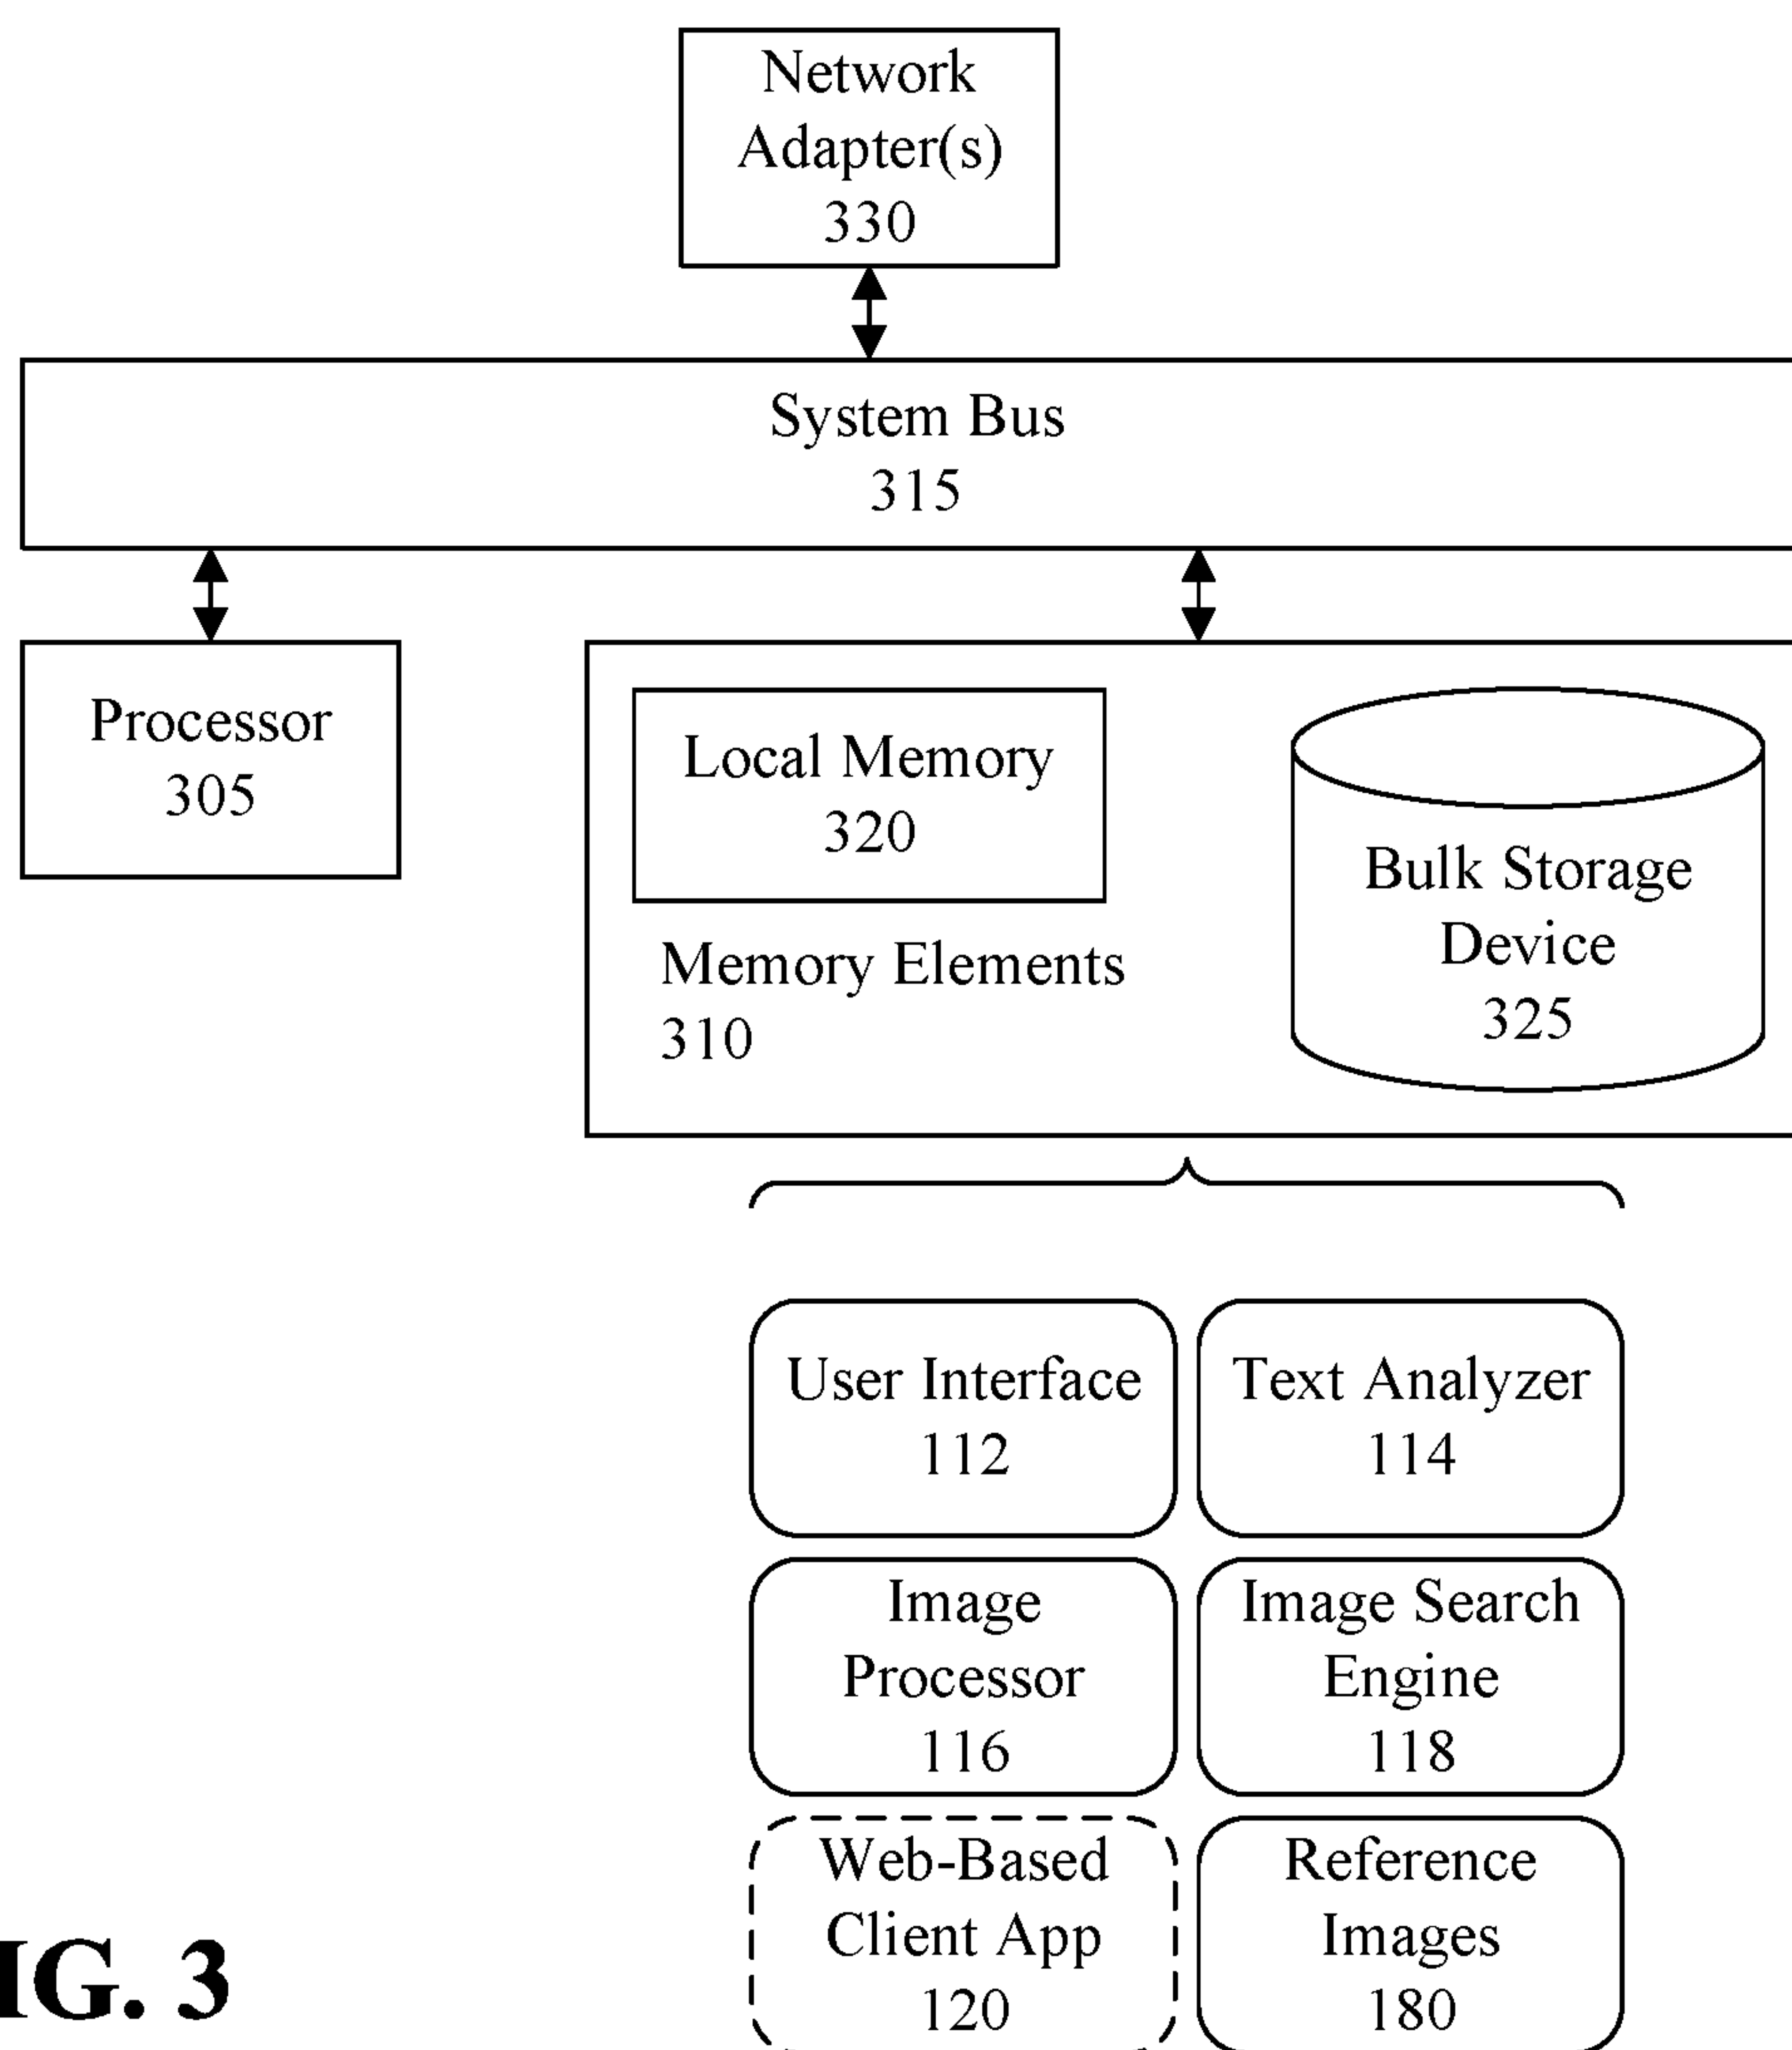 Network
Adapter(s)
330
System Bus
315
Processor
305
Local Memory
320
Memory Elements
310
Bulk Storage
Device
325
User Interface
112
Text Analyzer
114
Image
Processor
116
Image Search
Engine
118
Web-Based
Client App
120
Reference
Images
180
IG. 3